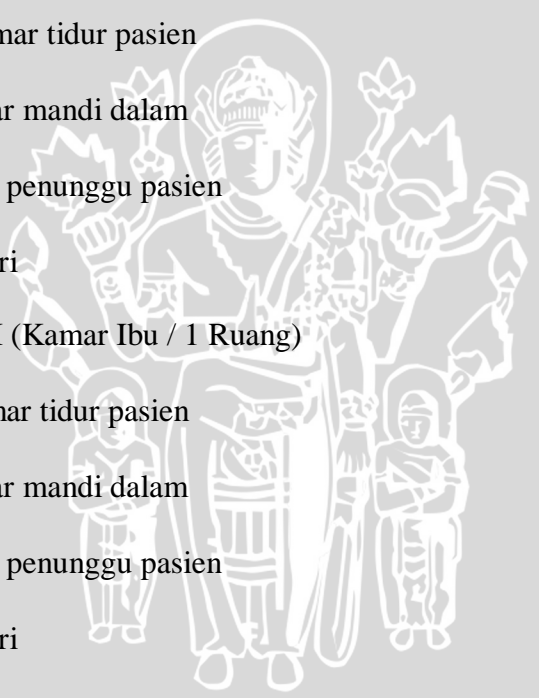 mar tidur pasien
ar mandi dalam
penunggu pasien
ri
(Kamar Ibu / 1 Ruang)
mar tidur pasien
ar mandi dalam
penunggu pasien
ri